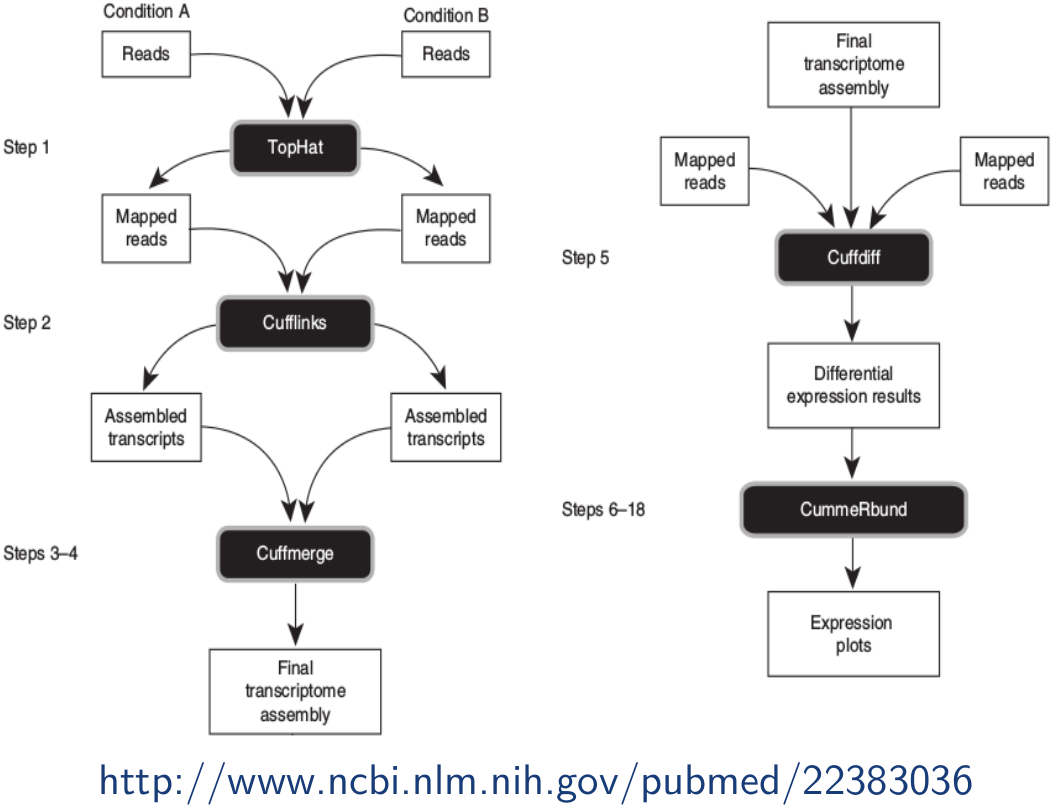 Condition A
Condition B
Reads
Reads
Step 1
TopHat
Mapped
reads
Mapped
reads
Step 2
Cufflinks
Assembled
transcripts
Assembled
transcripts
Steps 3–4
Cuffmerge
Final
transcriptome
assembly
Final
transcriptome
assembly
Mapped
reads
Mapped
reads
Step 5
Cuffdiff
Differential
expression results
Steps 6–18
CummeRbund
Expression
plots
http://www.ncbi.nlm.nih.gov/pubmed/22383036